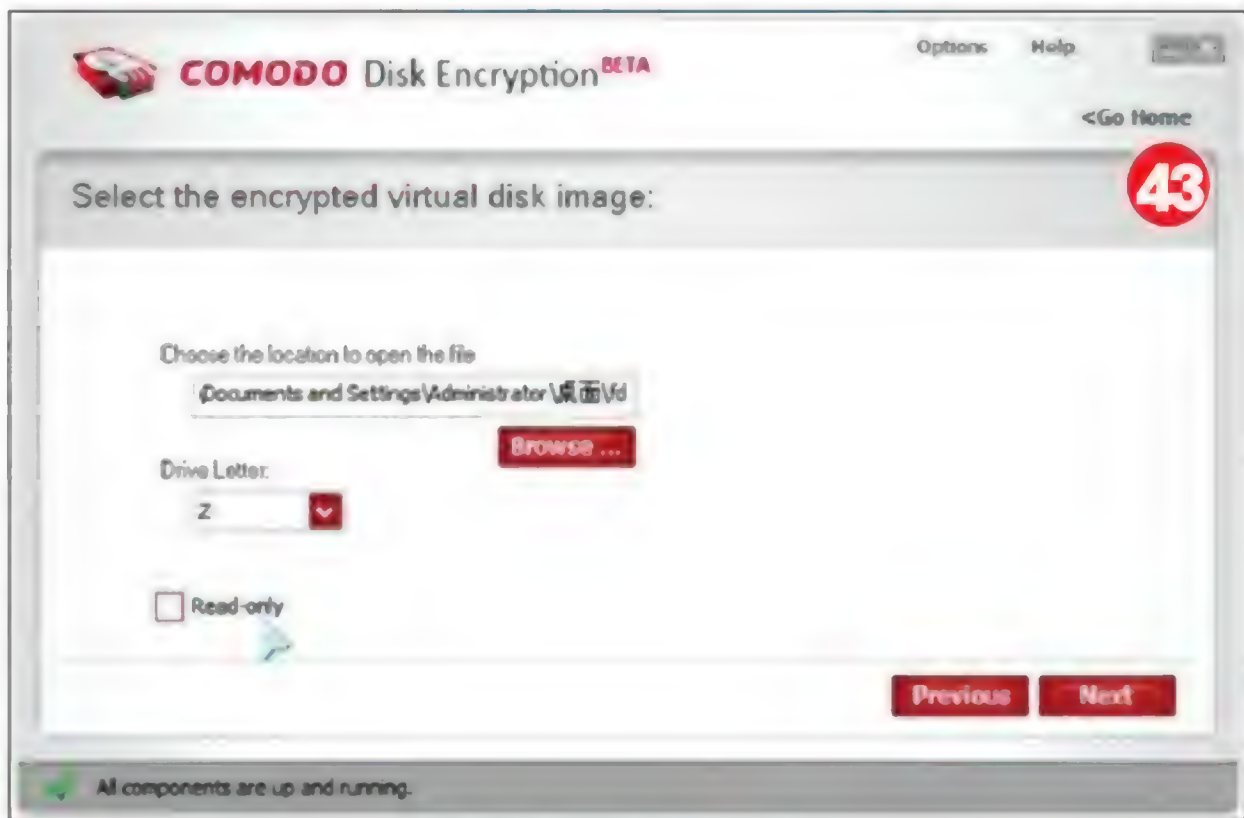 COMODO Disk Encryption BETA
Options Help
<Go Home
Select the encrypted virtual disk image:
43
Choose the location to open the file
\Documents and Settings\Administrator\桌面\fd
Browse ...
Drive Letter:
Z
Read-only
Previous Next
All components are up and running.